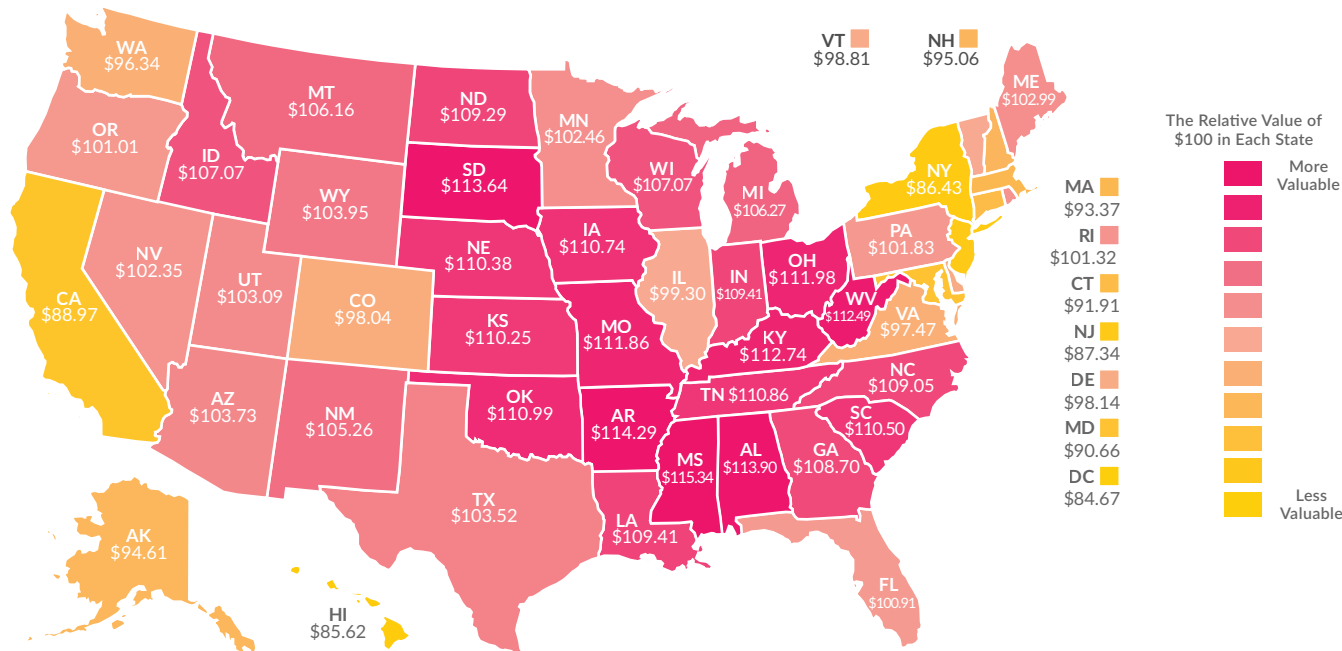 WA
$96.34
OR
$101.01
CA
$88.97
NV
$102.35
ID
$107.07
MT
$106.16
WY
$103.95
UT
$103.09
CO
$98.04
AZ
$103.73
NM
$105.26
ND
$109.29
SD
$113.64
NE
$110.38
KS
$110.25
OK
$110.99
TX
$103.52
MN
$102.46
IA
$110.74
MO
$111.86
AR
$114.29
LA
$109.41
WI
$107.07
IL
$99.30
MI
$106.27
IN
$109.41
OH
$111.98
KY
$112.74
TN $110.86
MS
$115.34
AL
$113.90
GA
$108.70
FL
$100.91
SC
$110.50
NC
$109.05
VA
$97.47
WV
$112.49
PA
$101.83
NY
$86.43
ME
$102.99
VT
$98.81
NH
$95.06
AK
$94.61
HI
$85.62
MA
$93.37
RI
$101.32
CT
$91.91
NJ
$87.34
DE
$98.14
MD
$90.66
DC
$84.67
The Relative Value of
$100 in Each State
More
Valuable
Less
Valuable